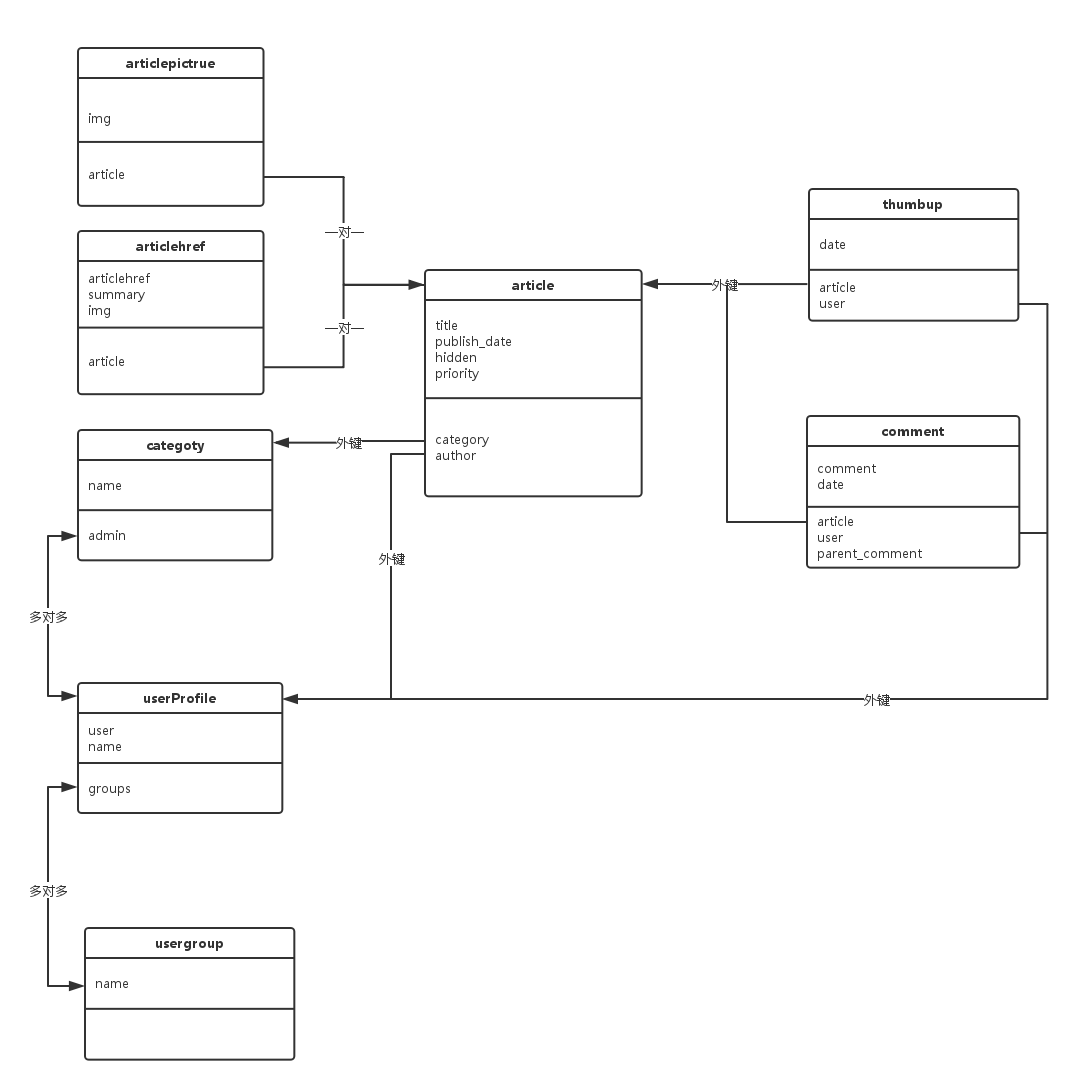 articlepictrue
img
article
一对一
articlehref
articlehref
summary
img
article
一对一
article
title
publish_date
hidden
priority
category
author
外键
thumbup
date
article
user
comment
comment
date
article
user
parent_comment
外键
categoty
name
admin
外键
多对多
userProfile
user
name
groups
外键
多对多
usergroup
name